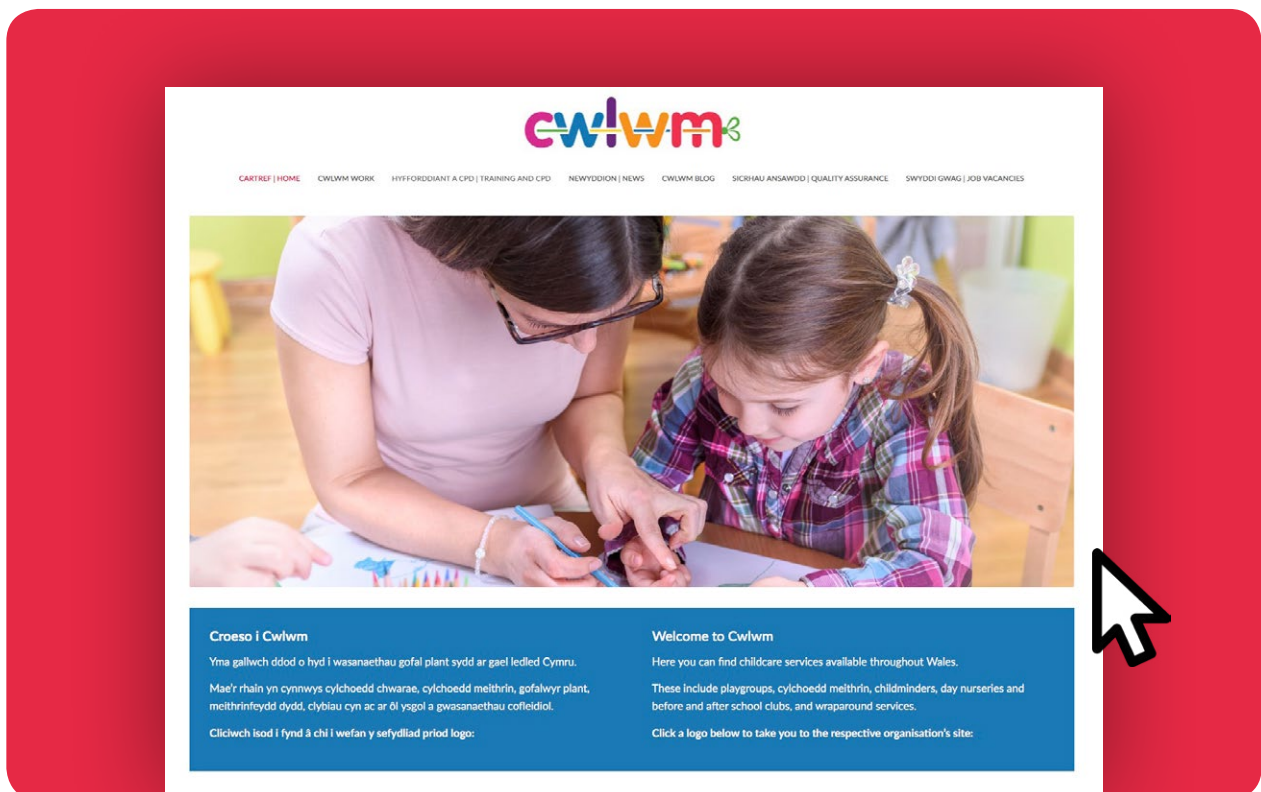 cwlwm
CARTREF | HOME CWLWM WORK HYFFORDDIANT A CPD | TRAINING AND CPD NEWYDDION | NEWS CWLWM BLOG SICRHAU ANSAWDD | QUALITY ASSURANCE SWYDDI GWAG | JOB VACANCIES
Croeso i Cwlwm
Yma gallwch ddod o hyd i wasanaethau gofal plant sydd ar gael ledled Cymru.
Mae'r rhain yn cynnwys cylchoedd chwarae, cylchoedd meithrin, gofalwyr plant,
meithrinfeydd dydd, clybiau cyn ac ar ôl ysgol a gwasanaethau cofleidiol.
Cliciwch isod i fynd â chi i wefan y sefydliad priod logo:
Welcome to Cwlwm
Here you can find childcare services available throughout Wales.
These include playgroups, cylchoedd meithrin, childminders, day nurseries and
before and after school clubs, and wraparound services.
Click a logo below to take you to the respective organisation's site: